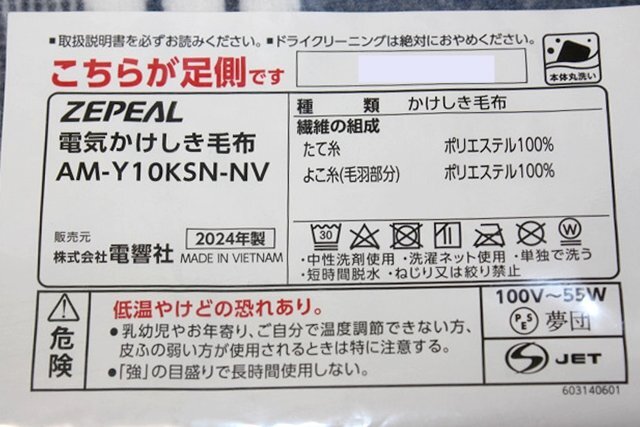 ■取扱説明書を必ずお読みください。■ドライクリーニングは絶対におやめください。
こちらが足側です
本体丸洗い
ZEPEAL
電気かけしき毛布
AM-Y10KSN-NV
販売元
株式会社電響社
2024年製
MADE IN VIETNAM
種 類 かけしき毛布
繊維の組成
たて糸 ポリエステル100%
よこ糸(毛羽部分) ポリエステル100%
30
W
・中性洗剤使用 ・洗濯ネット使用 ・単独で洗う
・短時間脱水 ・ねじり又は絞り禁止
危険
低温やけどの恐れあり。
●乳幼児やお年寄り、ご自分で温度調節できない方、
皮ふの弱い方が使用されるときは特に注意する。
●「強」の目盛りで長時間使用しない。
100V～55W
PSE 夢団
JET
603140601